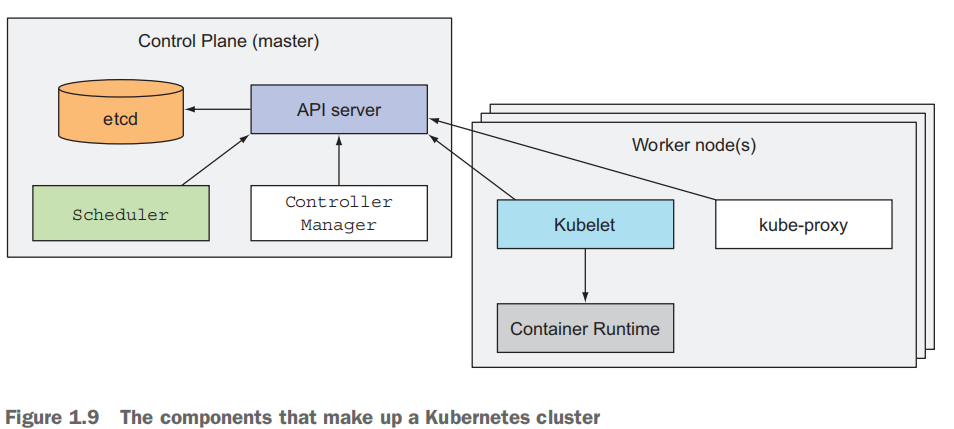 Control Plane (master)
etcd
API server
Scheduler
Controller
Manager
Worker node(s)
Kubelet
kube-proxy
Container Runtime
Figure 1.9 The components that make up a Kubernetes cluster